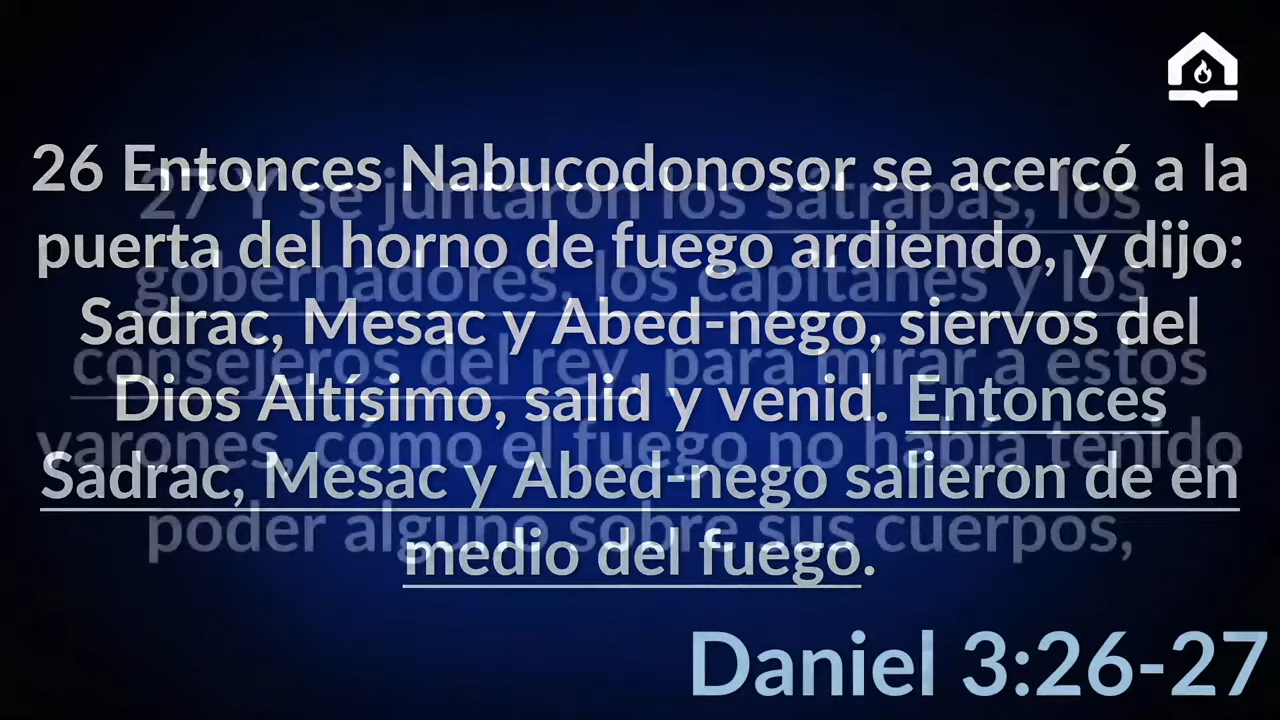 26 Entonces Nabucodonosor se acercó a la
puerta del horno de fuego ardiendo, y dijo:
Sadrac, Mesac y Abed-nego, siervos del
Dios Altísimo, salid y venid. Entonces
Sadrac, Mesac y Abed-nego salieron de en
medio del fuego.
27 Y se juntaron los sátrapas, los
gobernadores, los capitanes y los
consejeros del rey, para mirar a estos
varones, cómo el fuego no había tenido
poder alguno sobre sus cuerpos,
Daniel 3:26-27